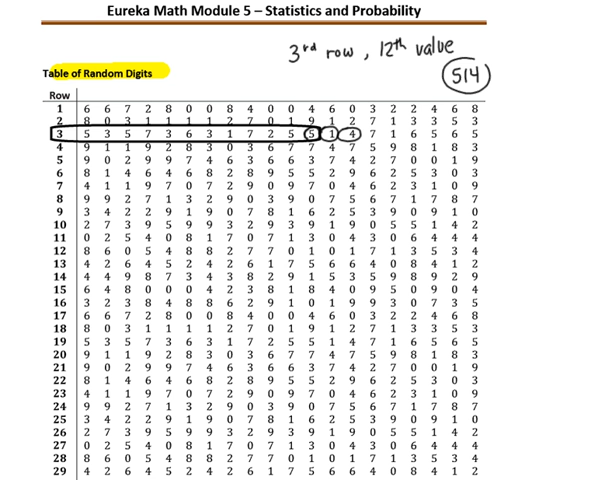 Eureka Math Module 5 – Statistics and Probability
3rd row, 12th value
514
Table of Random Digits
Row
1 6 6 7 2 8 0 0 8 4 0 0 4 6 0 3 2 2 4 6 8
2 8 0 3 1 1 1 1 2 7 0 1 9 1 2 7 1 3 3 5 3
3 5 3 5 7 3 6 3 1 7 2 5 5 1 4 7 1 6 5 6 5
4 9 1 1 9 2 8 3 0 3 6 7 7 4 7 5 9 8 1 8 3
5 9 0 2 9 9 7 4 6 3 6 6 3 7 4 2 7 0 0 1 9
6 8 1 4 6 4 6 8 2 8 9 5 5 2 9 6 2 5 3 0 3
7 4 1 1 9 7 0 7 2 9 0 9 7 0 4 6 2 3 1 0 9
8 9 9 2 7 1 3 2 9 0 3 9 0 7 5 6 7 1 7 8 7
9 3 4 2 2 9 1 9 0 7 8 1 6 2 5 3 9 0 9 1 0
10 2 7 3 9 5 9 9 3 2 9 3 9 1 9 0 5 5 1 4 2
11 0 2 5 4 0 8 1 7 0 7 1 3 0 4 3 0 6 4 4 4
12 8 6 0 5 4 8 8 2 7 7 0 1 0 1 7 1 3 5 3 4
13 4 2 6 4 5 2 4 2 6 1 7 5 6 6 4 0 8 4 1 2
14 4 4 9 8 7 3 4 3 8 2 9 1 5 3 5 9 8 9 2 9
15 6 4 8 0 0 0 4 2 3 8 1 8 4 0 9 5 0 9 0 4
16 3 2 3 8 4 8 8 6 2 9 1 0 1 9 9 3 0 7 3 5
17 6 6 7 2 8 0 0 8 4 0 0 4 6 0 3 2 2 4 6 8
18 8 0 3 1 1 1 1 2 7 0 1 9 1 2 7 1 3 3 5 3
19 5 3 5 7 3 6 3 1 7 2 5 5 1 4 7 1 6 5 6 5
20 9 1 1 9 2 8 3 0 3 6 7 7 4 7 5 9 8 1 8 3
21 9 0 2 9 9 7 4 6 3 6 6 3 7 4 2 7 0 0 1 9
22 8 1 4 6 4 6 8 2 8 9 5 5 2 9 6 2 5 3 0 3
23 4 1 1 9 7 0 7 2 9 0 9 7 0 4 6 2 3 1 0 9
24 9 9 2 7 1 3 2 9 0 3 9 0 7 5 6 7 1 7 8 7
25 3 4 2 2 9 1 9 0 7 8 1 6 2 5 3 9 0 9 1 0
26 2 7 3 9 5 9 9 3 2 9 3 9 1 9 0 5 5 1 4 2
27 0 2 5 4 0 8 1 7 0 7 1 3 0 4 3 0 6 4 4 4
28 8 6 0 5 4 8 8 2 7 7 0 1 0 1 7 1 3 5 3 4
29 4 2 6 4 5 2 4 2 6 1 7 5 6 6 4 0 8 4 1 2